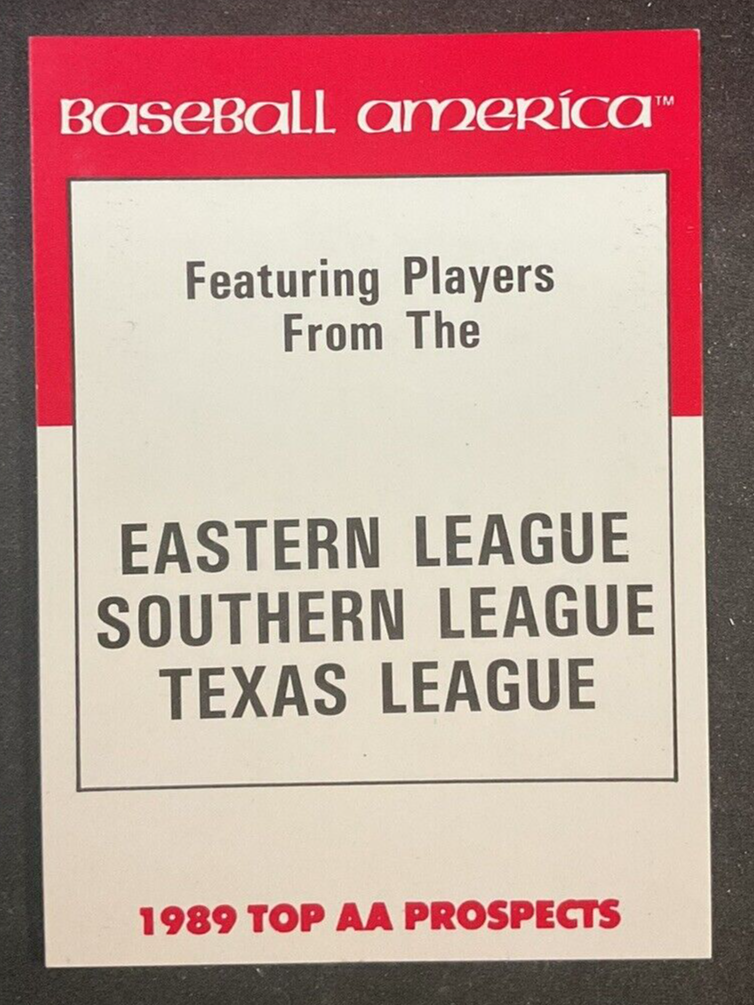 Baseball america™
Featuring Players
From The
EASTERN LEAGUE
SOUTHERN LEAGUE
TEXAS LEAGUE
1989 TOP AA PROSPECTS